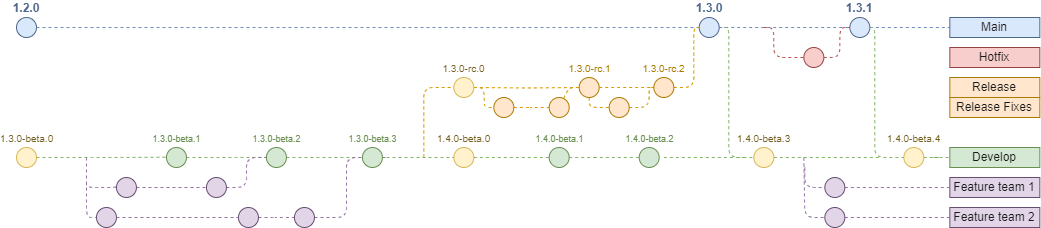 1.2.0
1.3.0
1.3.1
Main
Hotfix
1.3.0-rc.0
1.3.0-rc.1
1.3.0-rc.2
Release
Release Fixes
1.3.0-beta.0
1.3.0-beta.1
1.3.0-beta.2
1.3.0-beta.3
1.4.0-beta.0
1.4.0-beta.1
1.4.0-beta.2
1.4.0-beta.3
1.4.0-beta.4
Develop
Feature team 1
Feature team 2